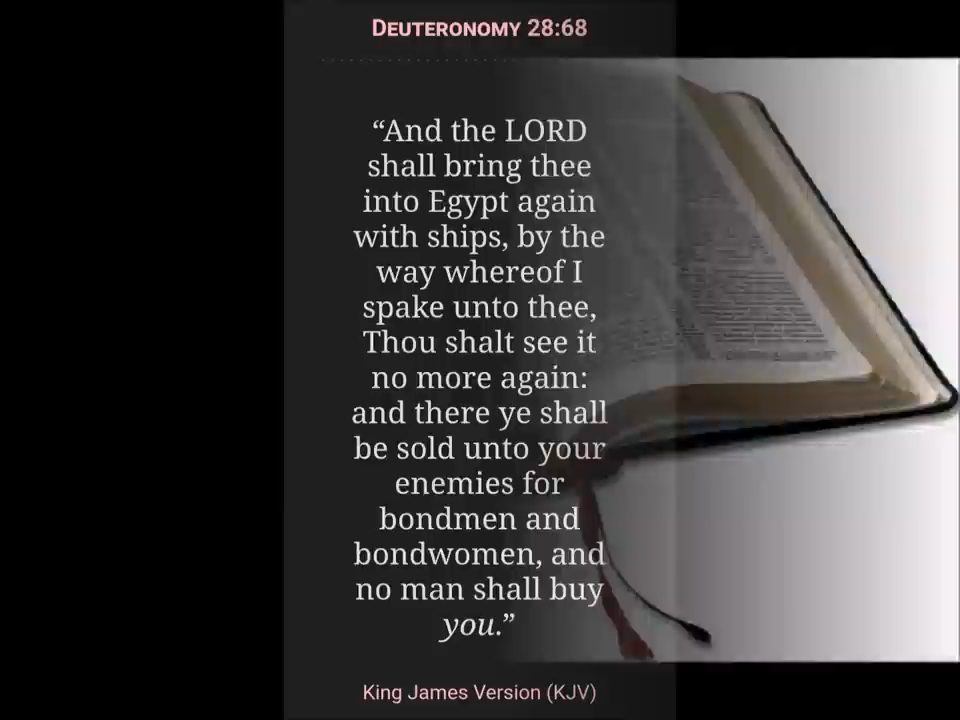 DEUTERONOMY 28:68
“And the LORD
shall bring thee
into Egypt again
with ships, by the
way whereof I
spake unto thee,
Thou shalt see it
no more again:
and there ye shall
be sold unto your
enemies for
bondmen and
bondwomen, and
no man shall buy
you.”
King James Version (KJV)